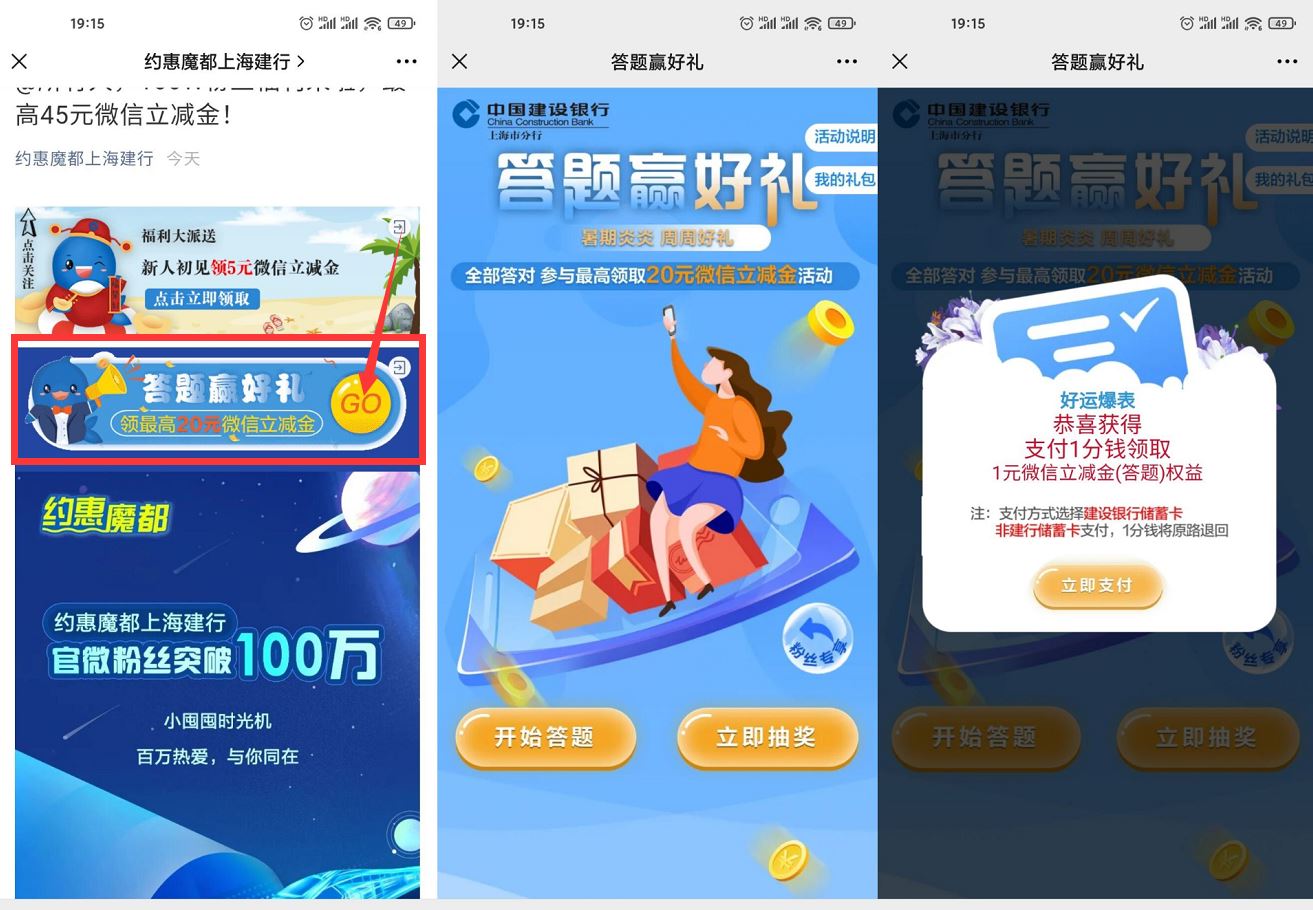 19:15
49
约惠魔都上海建行
高45元微信立减金！
约惠魔都上海建行 今天
点击关注
福利大派送
新人初见领5元微信立减金
点击立即领取
答题赢好礼
领最高20元微信立减金
GO
约惠魔都
约惠魔都上海建行
官微粉丝突破100万
小囤囤时光机
百万热爱，与你同在
19:15
49
答题赢好礼
中国建设银行
China Construction Bank
上海市分行
活动说明
答题赢好礼
我的礼包
暑期炎炎 周周好礼
全部答对 参与最高领取20元微信立减金活动
粉丝专享
开始答题
立即抽奖
19:15
49
答题赢好礼
中国建设银行
China Construction Bank
上海市分行
活动说明
答题赢好礼
我的礼包
暑期炎炎 周周好礼
全部答对 参与最高领取20元微信立减金活动
好运爆表
恭喜获得
支付1分钱领取
1元微信立减金(答题)权益
注：支付方式选择建设银行储蓄卡
非建行储蓄卡支付，1分钱将原路退回
立即支付
粉丝专享
开始答题
立即抽奖